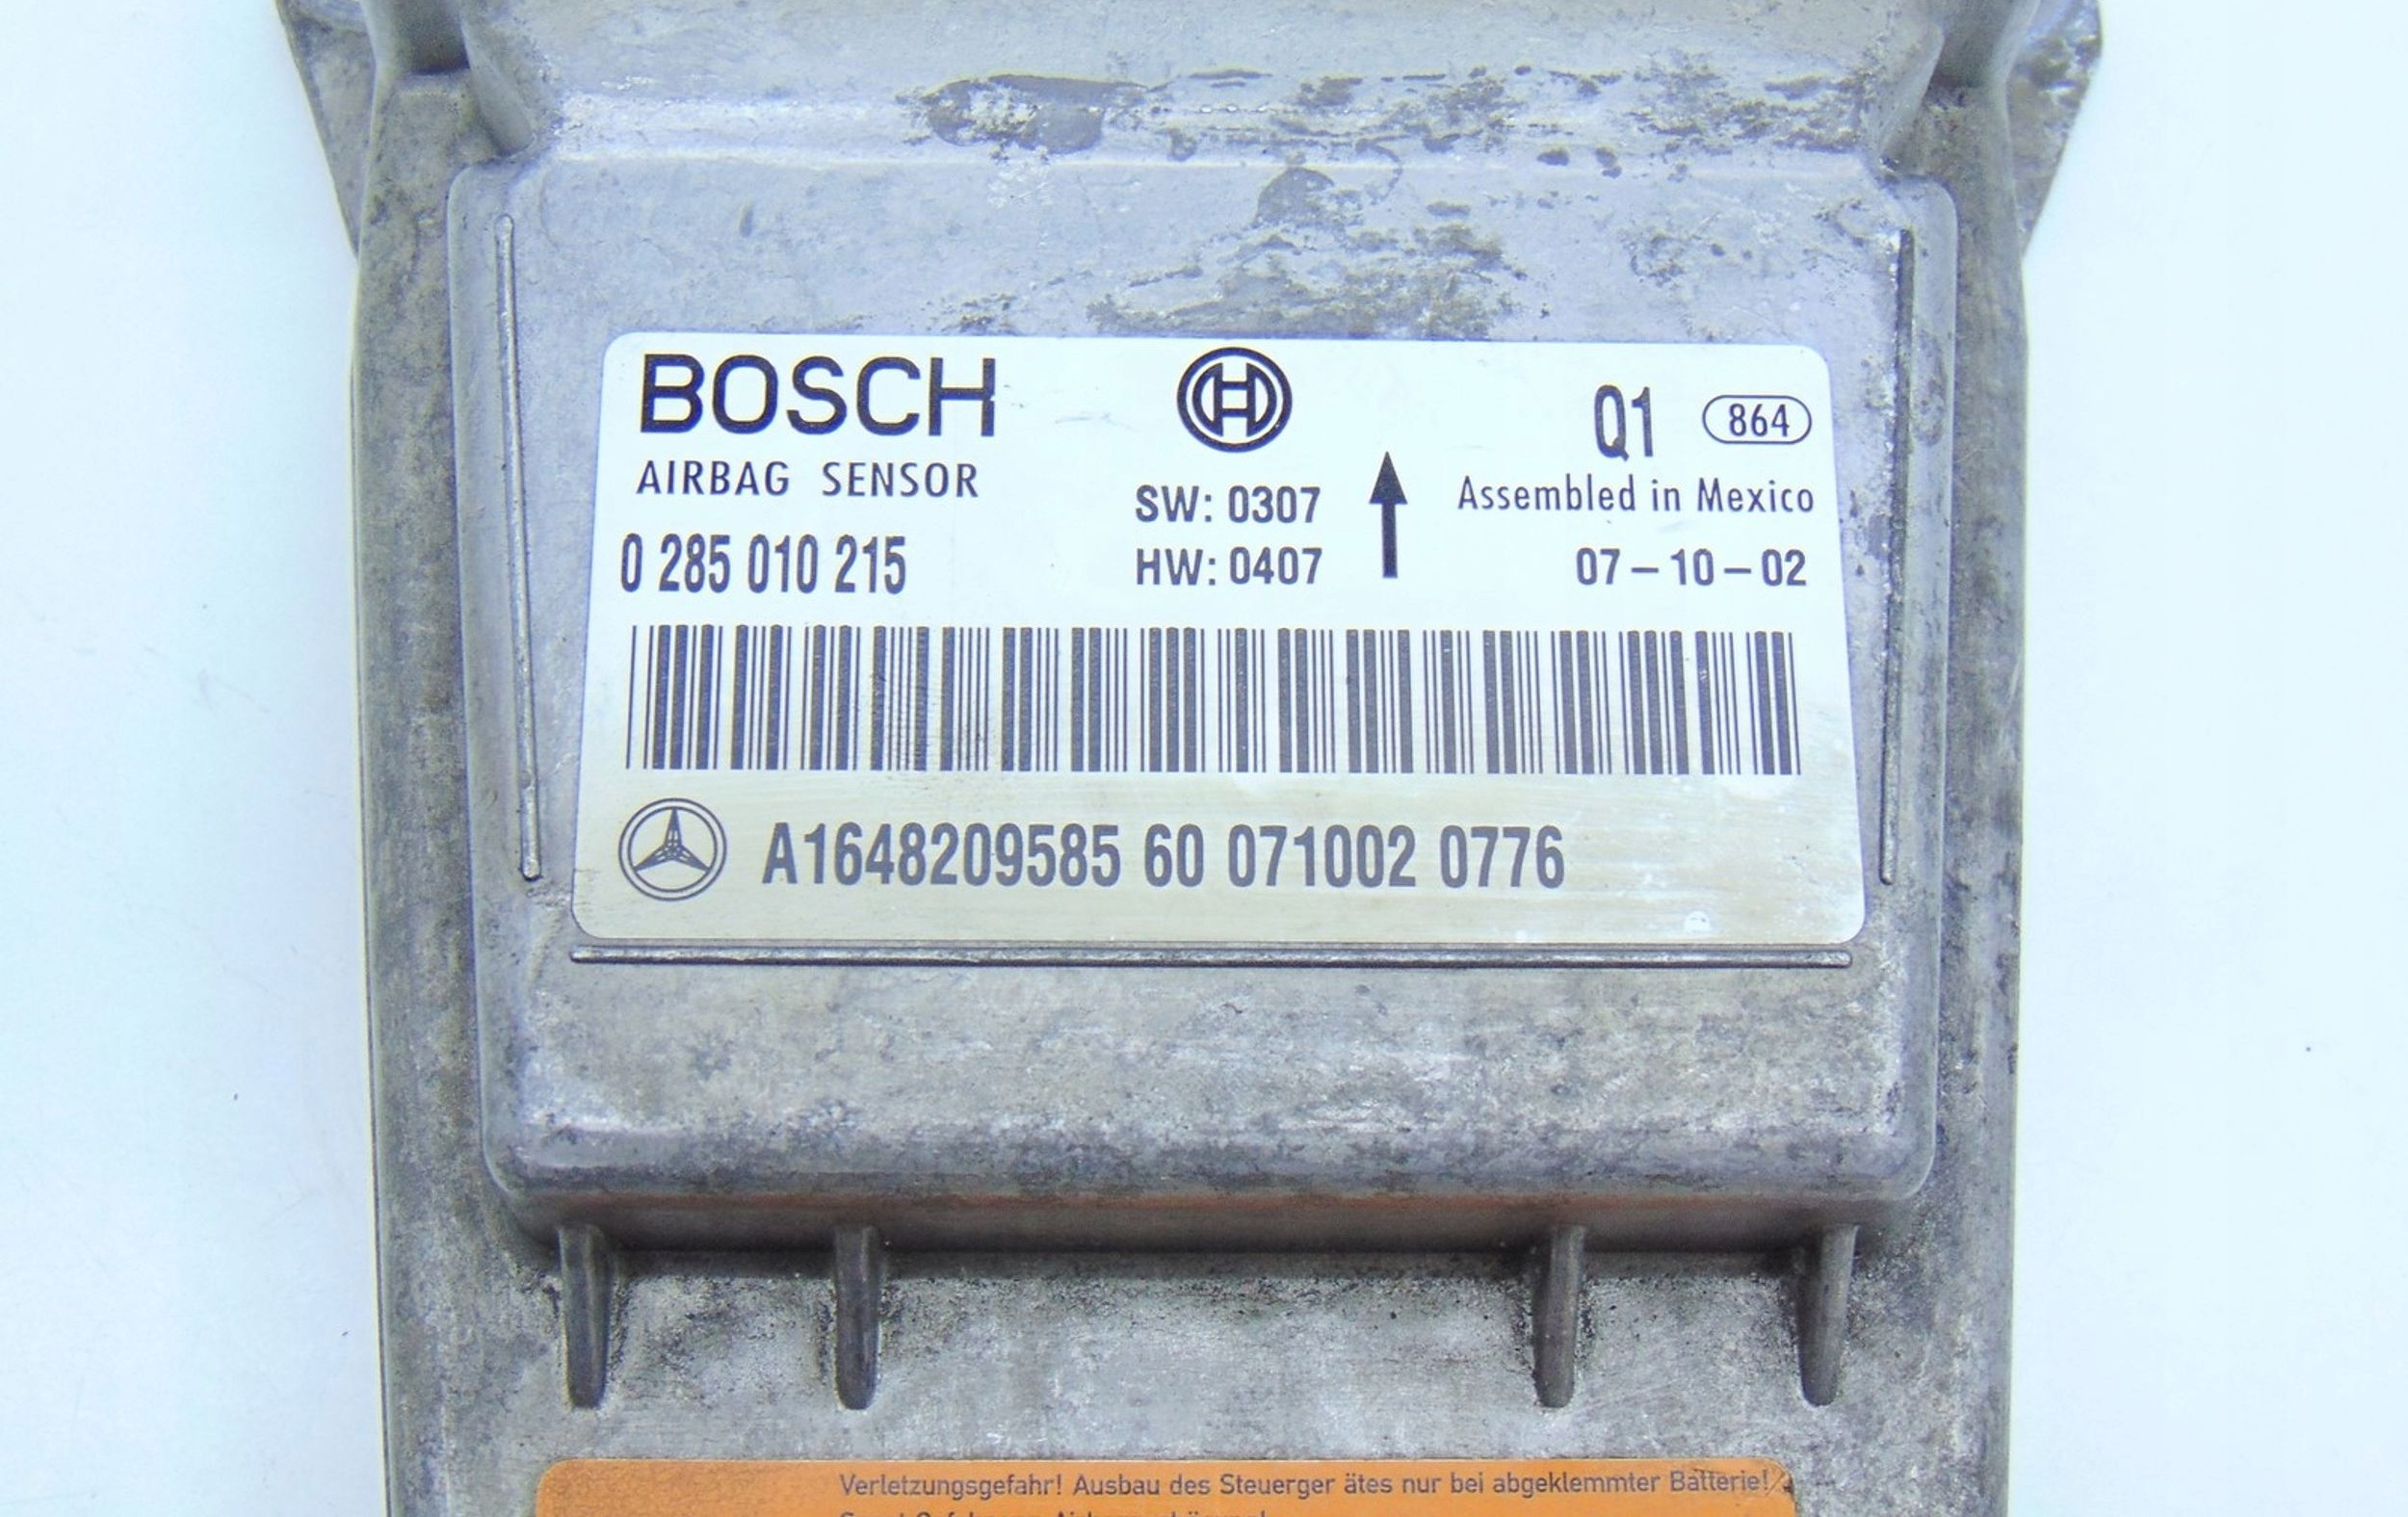 BOSCH
Q1 864
AIRBAG SENSOR
SW: 0307
Assembled in Mexico
0 285 010 215
HW: 0407
07-10-02
A1648209585 60 071002 0776
Verletzungsgefahr! Ausbau des Steuerger ätes nur bei abgeklemmter Batterie!